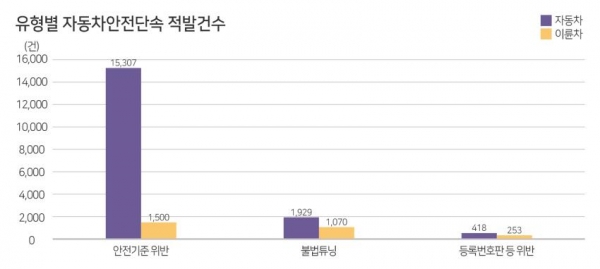 유형별 자동차안전단속 적발건수
자동차
이륜차
(건)
16,000
14,000
12,000
10,000
8,000
6,000
4,000
2,000
0
15,307
1,500
1,929
1,070
418
253
안전기준 위반
불법튜닝
등록번호판 등 위반